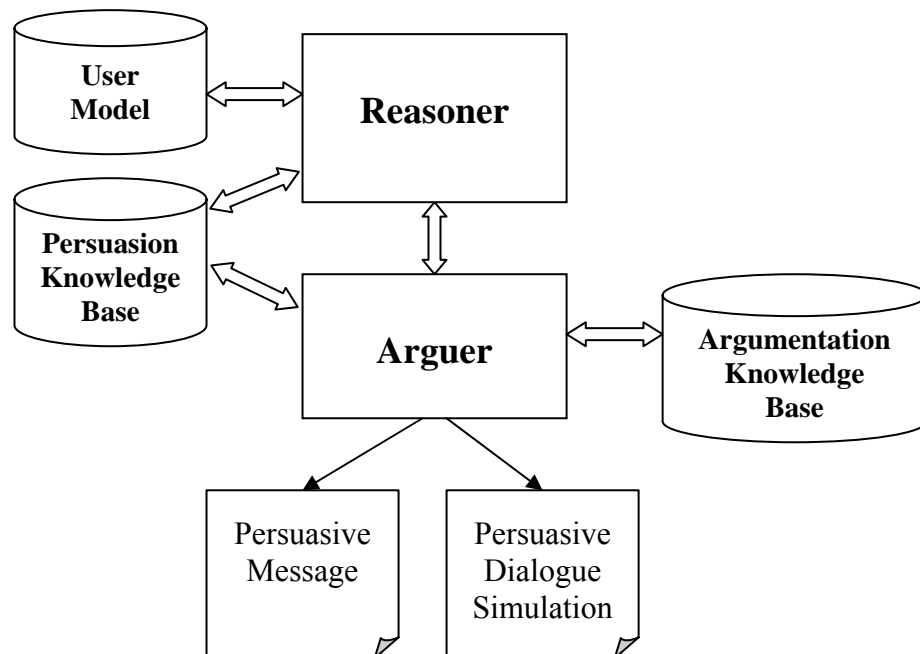 User
Model
Reasoner
Persuasion
Knowledge
Base
Arguer
Argumentation
Knowledge
Base
Persuasive
Message
Persuasive
Dialogue
Simulation